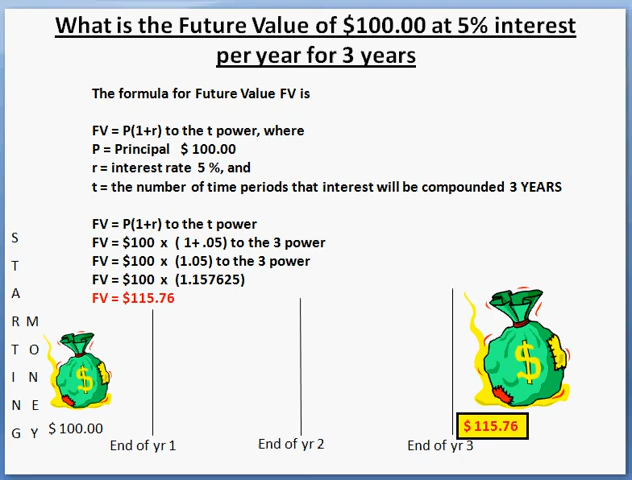 What is the Future Value of $100.00 at 5% interest
per year for 3 years
The formula for Future Value FV is
FV = P(1+r) to the t power, where
P = Principal $ 100.00
r = interest rate 5 %, and
t = the number of time periods that interest will be compounded 3 YEARS
FV = P(1+r) to the t power
FV = $100 x ( 1+ .05) to the 3 power
FV = $100 x (1.05) to the 3 power
FV = $100 x (1.157625)
FV = $115.76
STARTING
MONEY
$
$ 100.00
End of yr 1
End of yr 2
End of yr 3
$
$ 115.76